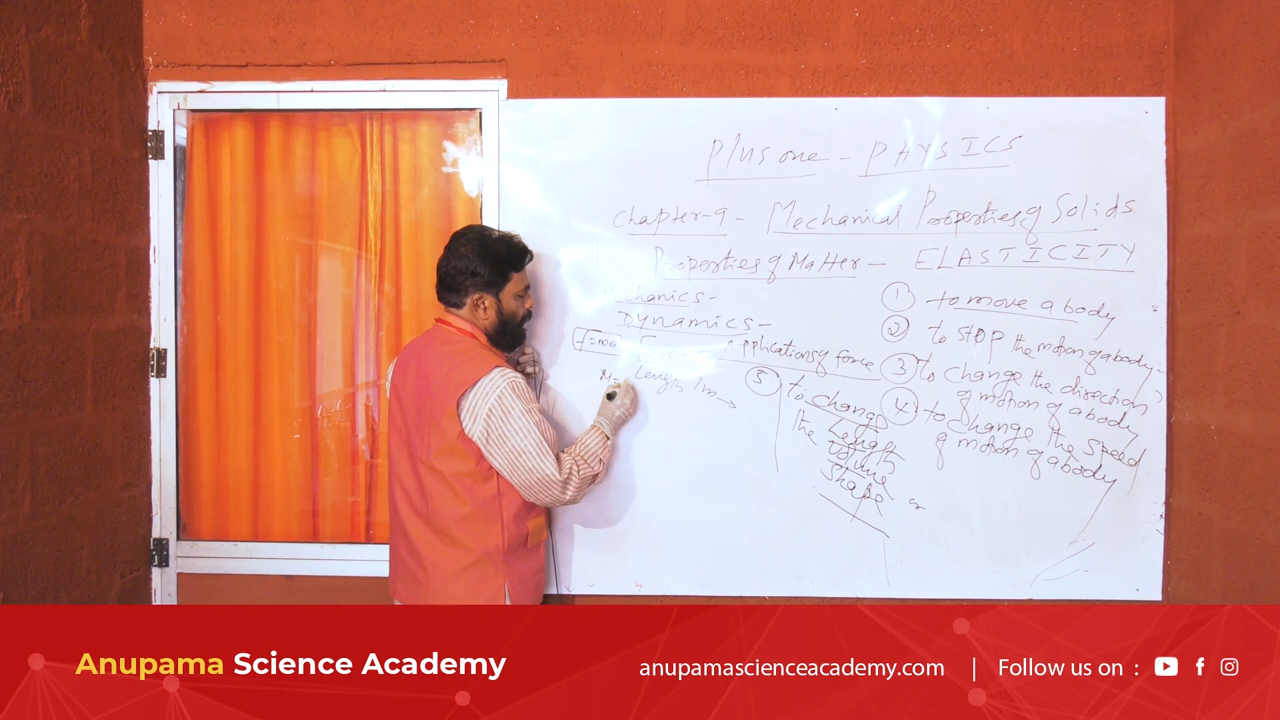 Plus one - PHYSICS
Chapter-9 - Mechanical Properties of Solids
Properties of Matter - ELASTICITY
chanics-
Dynamics-
F=ma
Applications of force
Length 1m
M=
① to move a body
② to stop the motion of a body
③ to change the direction
of motion of a body
④ to change the speed
of motion of a body
⑤ to change
the Length
Volume
Shape
Anupama Science Academy
anupamascienceacademy.com | Follow us on :